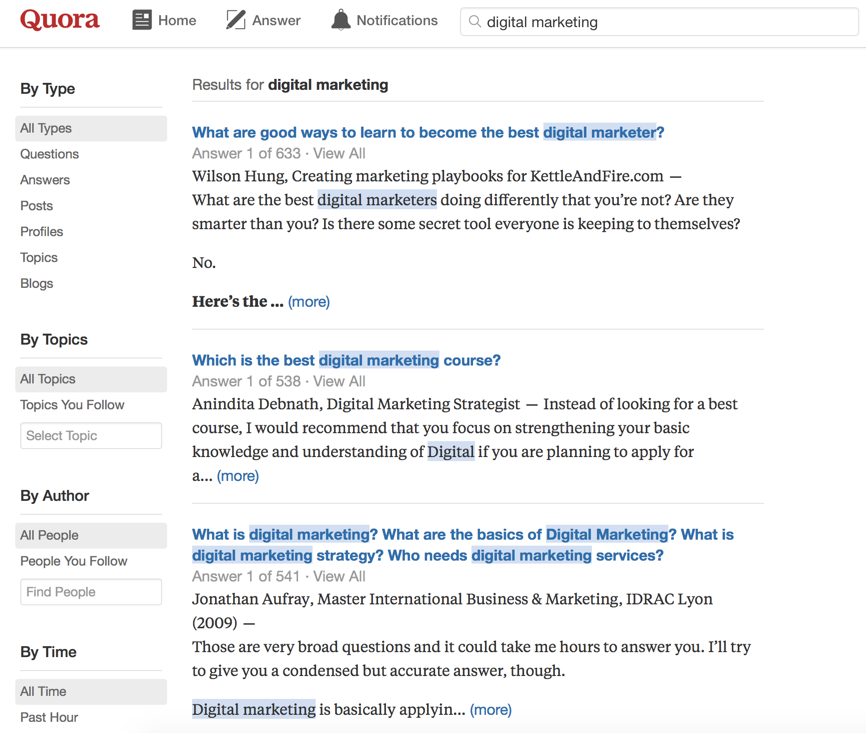 Quora
Home
Answer
Notifications
digital marketing
By Type
All Types
Questions
Answers
Posts
Profiles
Topics
Blogs
By Topics
All Topics
Topics You Follow
Select Topic
By Author
All People
People You Follow
Find People
By Time
All Time
Past Hour
Results for digital marketing
What are good ways to learn to become the best digital marketer?
Answer 1 of 633 · View All
Wilson Hung, Creating marketing playbooks for KettleAndFire.com —
What are the best digital marketers doing differently that you’re not? Are they
smarter than you? Is there some secret tool everyone is keeping to themselves?
No.
Here’s the ... (more)
Which is the best digital marketing course?
Answer 1 of 538 · View All
Anindita Debnath, Digital Marketing Strategist — Instead of looking for a best
course, I would recommend that you focus on strengthening your basic
knowledge and understanding of Digital if you are planning to apply for
a... (more)
What is digital marketing? What are the basics of Digital Marketing? What is
digital marketing strategy? Who needs digital marketing services?
Answer 1 of 541 · View All
Jonathan Aufray, Master International Business & Marketing, IDRAC Lyon
(2009) —
Those are very broad questions and it could take me hours to answer you. I’ll try
to give you a condensed but accurate answer, though.
Digital marketing is basically applyin... (more)